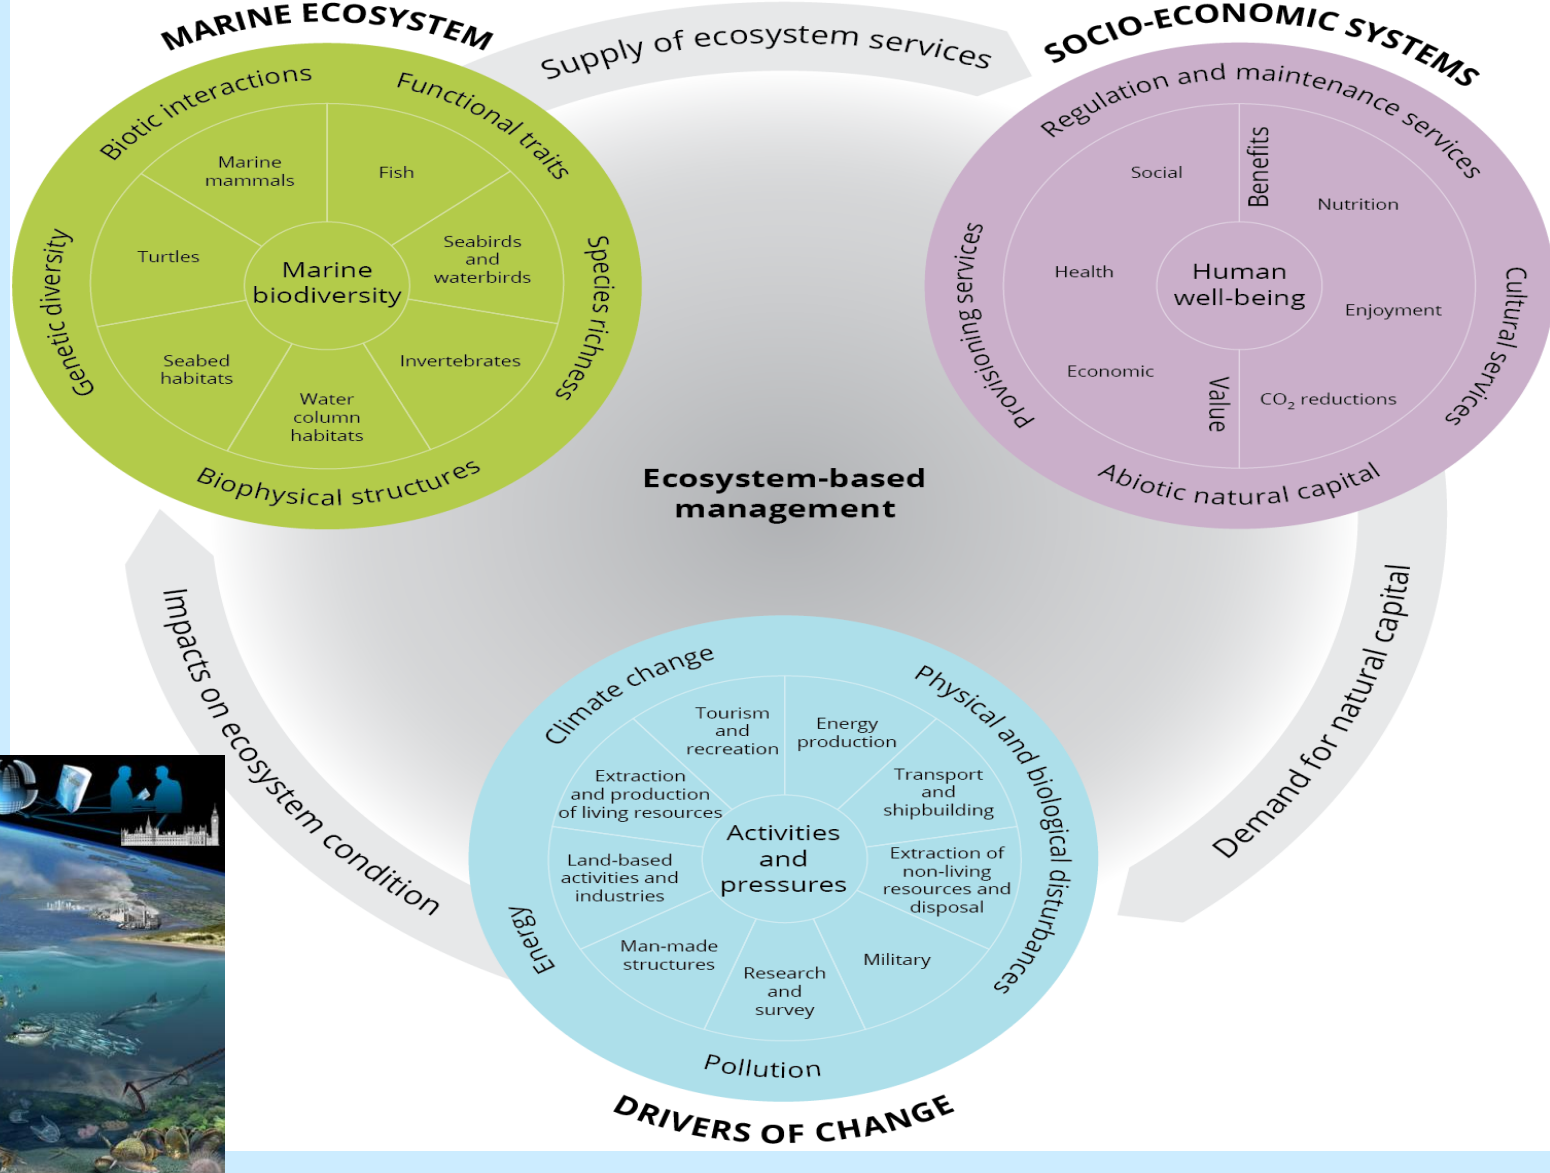 MARINE ECOSYSTEM
Biotic interactions
Functional traits
Species richness
Biophysical structures
Genetic diversity
Marine
mammals
Fish
Seabirds
and
waterbirds
Invertebrates
Water
column
habitats
Seabed
habitats
Turtles
Marine
biodiversity
Supply of ecosystem services
SOCIO-ECONOMIC SYSTEMS
Regulation and maintenance services
Cultural services
Abiotic natural capital
Provisioning services
Social
Benefits
Nutrition
Health
Human
well-being
Enjoyment
Economic
Value
CO₂ reductions
Ecosystem-based
management
Demand for natural capital
Impacts on ecosystem condition
Climate change
Physical and biological disturbances
Pollution
Energy
Tourism
and
recreation
Energy
production
Transport
and
shipbuilding
Extraction of
non-living
resources and
disposal
Military
Research
and
survey
Man-made
structures
Land-based
activities and
industries
Extraction
and production
of living resources
Activities
and
pressures
DRIVERS OF CHANGE